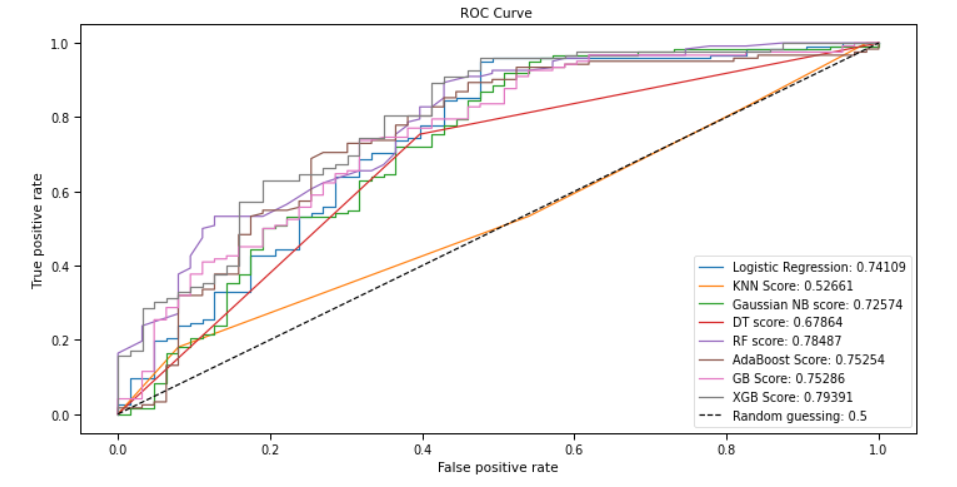 ROC Curve
1.0
0.8
0.6
0.4
0.2
0.0
True positive rate
Logistic Regression: 0.74109
KNN Score: 0.52661
Gaussian NB score: 0.72574
DT score: 0.67864
RF score: 0.78487
AdaBoost Score: 0.75254
GB Score: 0.75286
XGB Score: 0.79391
Random guessing: 0.5
0.0 0.2 0.4 0.6 0.8 1.0
False positive rate